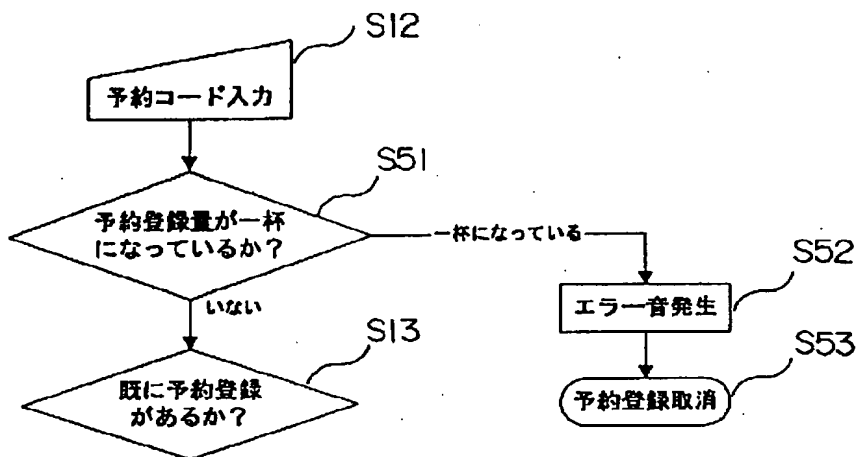 S12
予約コード入力
S51
予約登録量が一杯
になっているか？
一杯になっている
S52
エラー音発生
いない
S13
S53
既に予約登録
があるか？
予約登録取消